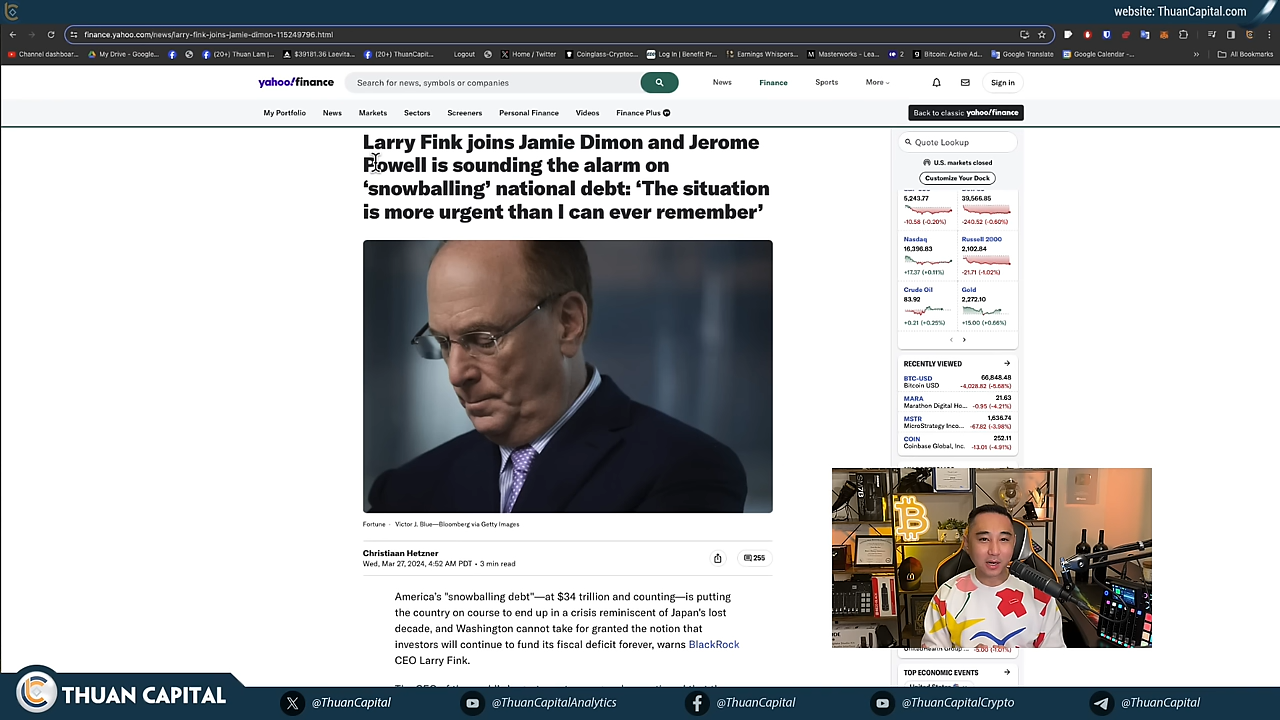 website: ThuanCapital.com
finance.yahoo.com/news/larry-fink-joins-jamie-dimon-115249796.html
Channel dashboar...
My Drive - Google...
(20+) Thuan Lam |...
$39181.36 Laevita...
(20+) ThuanCapit...
Logout
Home / Twitter
Coinglass-Cryptoc...
Log In | Benefit Pr...
Earnings Whispers...
Masterworks – Lea...
2
Bitcoin: Active Ad...
Google Translate
Google Calendar -...
All Bookmarks
yahoo!finance
Search for news, symbols or companies
News
Finance
Sports
More
Sign in
My Portfolio
News
Markets
Sectors
Screeners
Personal Finance
Videos
Finance Plus
Back to classic yahoo!finance
Larry Fink joins Jamie Dimon and Jerome
Powell is sounding the alarm on
‘snowballing’ national debt: ‘The situation
is more urgent than I can ever remember’
Fortune · Victor J. Blue—Bloomberg via Getty Images
Christiaan Hetzner
Wed, Mar 27, 2024, 4:52 AM PDT • 3 min read
255
America's "snowballing debt"—at $34 trillion and counting—is putting
the country on course to end up in a crisis reminiscent of Japan's lost
decade, and Washington cannot take for granted the notion that
investors will continue to fund its fiscal deficit forever, warns BlackRock
CEO Larry Fink.
Quote Lookup
U.S. markets closed
Customize Your Dock
5,243.77
39,566.85
-10.58 (-0.20%)
-240.52 (-0.60%)
Nasdaq
Russell 2000
16,396.83
2,102.84
+17.37 (+0.11%)
-21.71 (-1.02%)
Crude Oil
Gold
83.92
2,272.10
+0.21 (+0.25%)
+15.00 (+0.66%)
RECENTLY VIEWED
BTC-USD 66,848.48
Bitcoin USD -4,028.82 (-5.68%)
MARA 21.63
Marathon Digital Ho... -0.95 (-4.21%)
MSTR 1,636.74
MicroStrategy Inco... -67.82 (-3.98%)
COIN 252.11
Coinbase Global, Inc. -13.01 (-4.91%)
UnitedHealth Group ... -5.00 (-1.01%)
TOP ECONOMIC EVENTS
THUAN CAPITAL
@ThuanCapital
@ThuanCapitalAnalytics
@ThuanCapital
@ThuanCapitalCrypto
@ThuanCapital